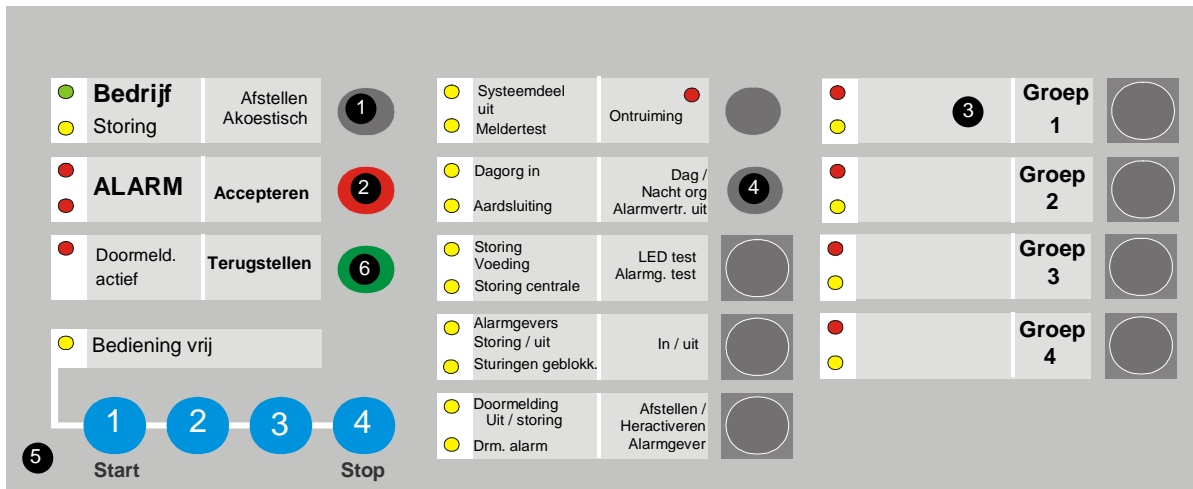 Bedrijf
Storing
Afstellen
Akoestisch
1
ALARM
Accepteren
2
Doormeld.
actief
Terugstellen
6
Bediening vrij
1
2
3
4
5
Start
Stop
Systeemdeel
uit
Meldertest
Ontruiming
Dagorg in
Aardsluiting
Dag /
Nacht org
Alarmvertr. uit
4
Storing
Voeding
Storing centrale
LED test
Alarmg. test
Alarmgevers
Storing / uit
Sturingen geblokk.
In / uit
Doormelding
Uit / storing
Drm. alarm
Afstellen /
Heractiveren
Alarmgever
3
Groep
1
Groep
2
Groep
3
Groep
4